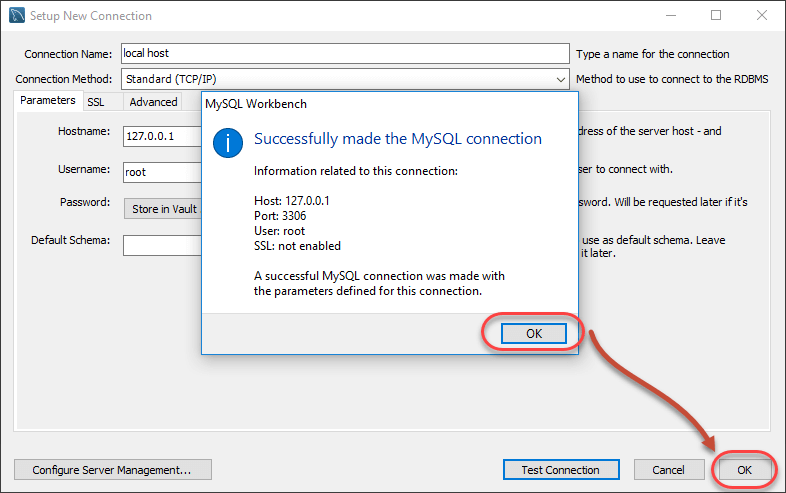 Setup New Connection
Connection Name: local host Type a name for the connection
Connection Method: Standard (TCP/IP) Method to use to connect to the RDBMS
Parameters SSL Advanced
Hostname: 127.0.0.1 dress of the server host - and
Username: root ser to connect with.
Password: Store in Vault sword. Will be requested later if it's
Default Schema: use as default schema. Leave
it later.
MySQL Workbench
Successfully made the MySQL connection
Information related to this connection:
Host: 127.0.0.1
Port: 3306
User: root
SSL: not enabled
A successful MySQL connection was made with
the parameters defined for this connection.
OK
Configure Server Management... Test Connection Cancel OK